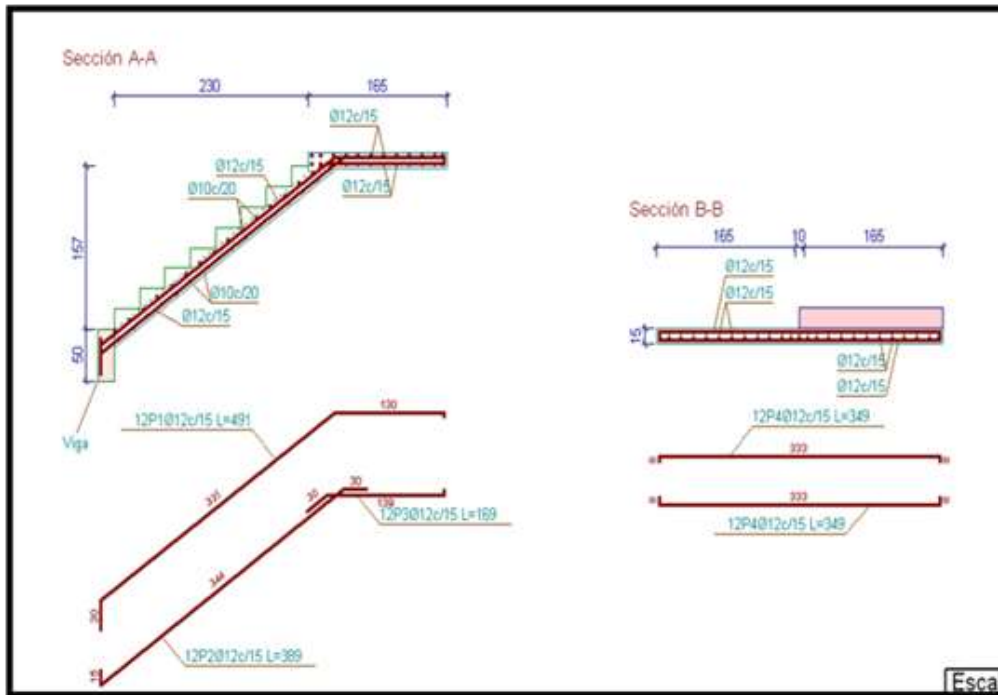 Sección A-A
230
165
Ø12c/15
Ø12c/15
Ø12c/15
Ø10c/20
157
Ø10c/20
Ø12c/15
50
Viga
Sección B-B
165
10
165
Ø12c/15
Ø12c/15
15
Ø12c/15
Ø12c/15
130
12P1Ø12c/15 L=491
30
30
139
12P3Ø12c/15 L=169
344
15
12P2Ø12c/15 L=389
12P4Ø12c/15 L=349
333
333
12P4Ø12c/15 L=349
Esca